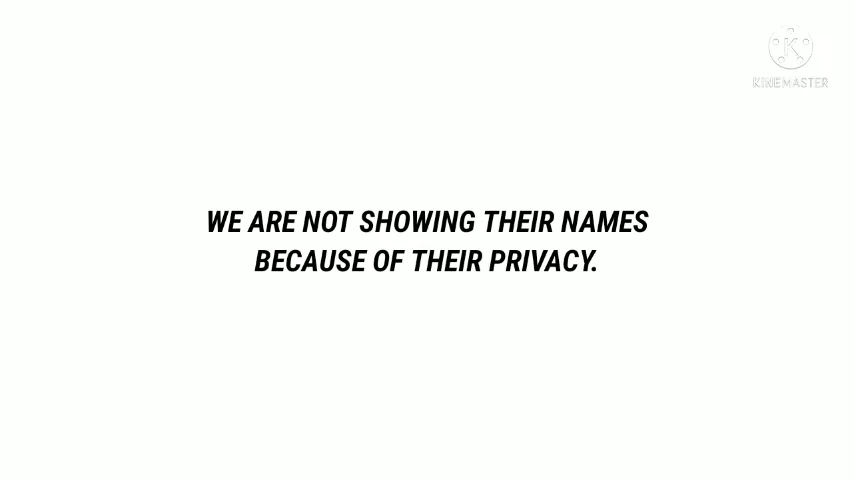 KINEMASTER
WE ARE NOT SHOWING THEIR NAMES
BECAUSE OF THEIR PRIVACY.